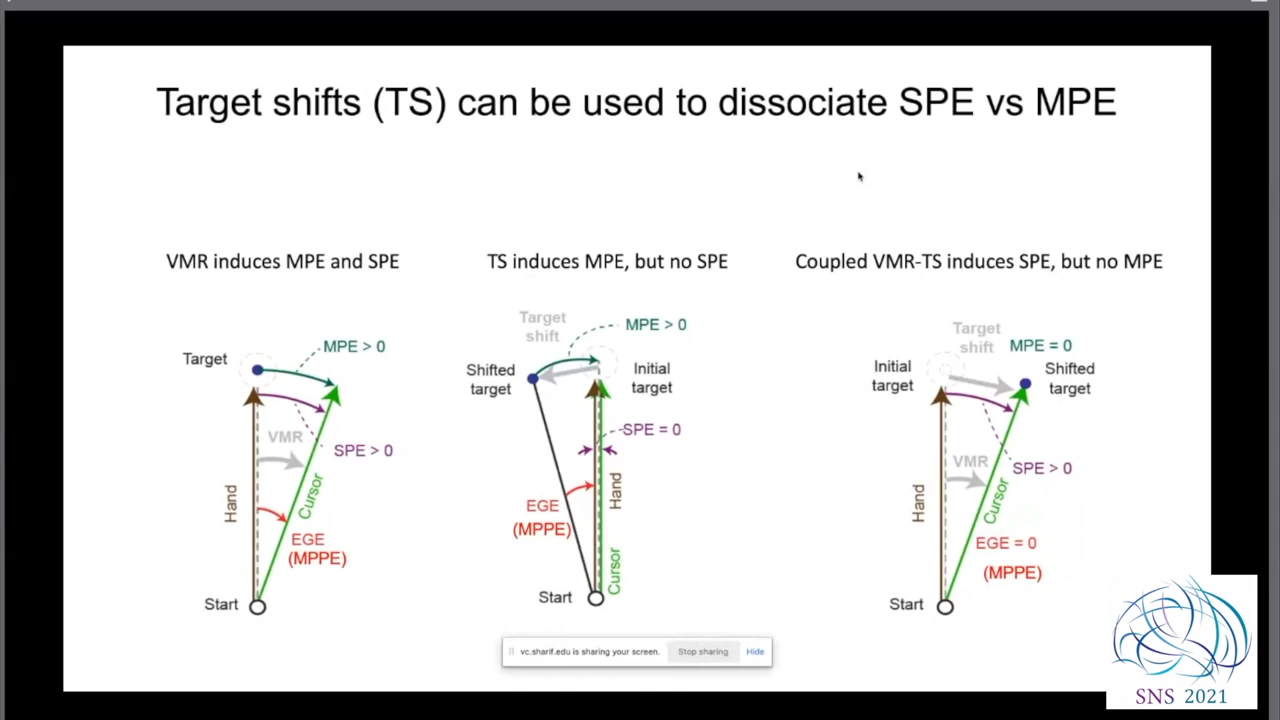 Target shifts (TS) can be used to dissociate SPE vs MPE
VMR induces MPE and SPE
MPE > 0
Target
VMR
SPE > 0
Hand
Cursor
EGE
(MPPE)
Start
TS induces MPE, but no SPE
Target
shift
MPE > 0
Shifted
target
Initial
target
SPE = 0
Hand
EGE
(MPPE)
Cursor
Start
Coupled VMR-TS induces SPE, but no MPE
Target
shift
MPE = 0
Initial
target
Shifted
target
VMR
SPE > 0
Hand
Cursor
EGE = 0
(MPPE)
Start
vc.sharif.edu is sharing your screen.
Stop sharing
Hide
SNS 2021